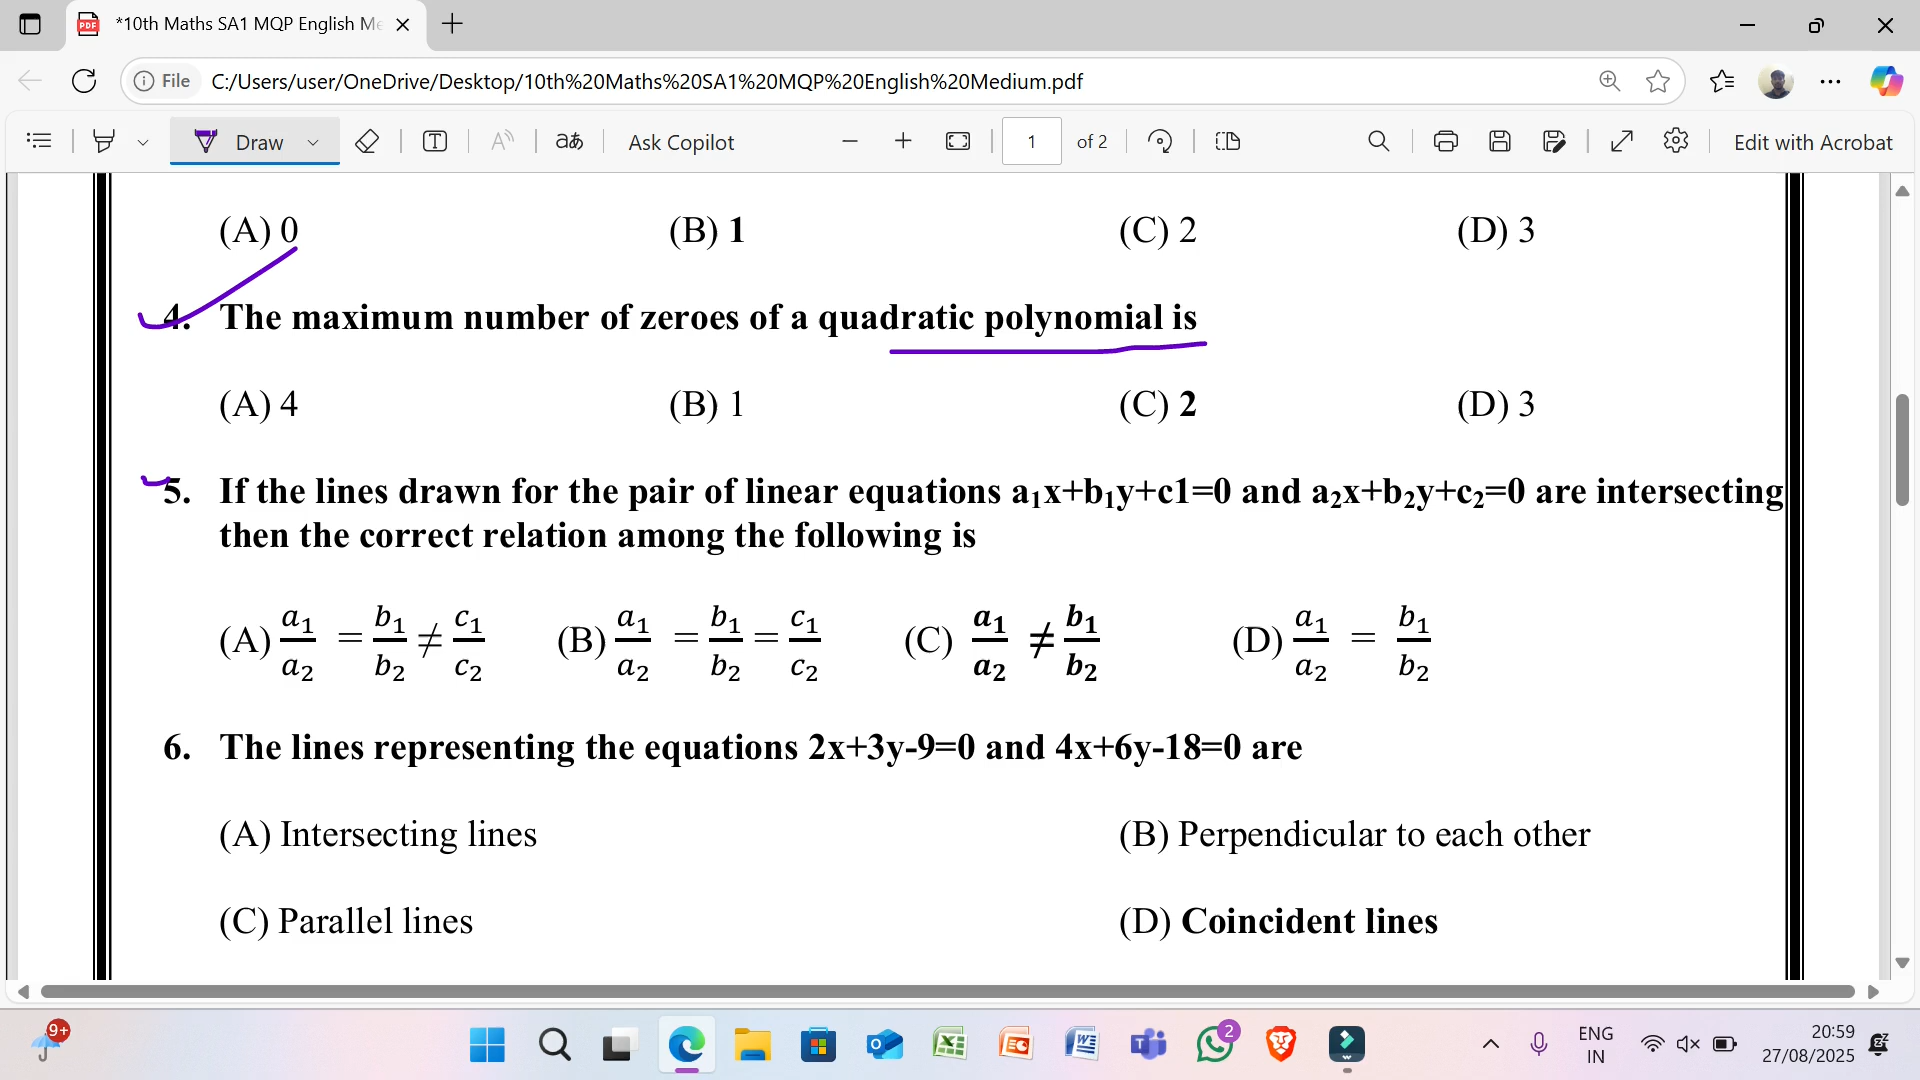 *10th Maths SA1 MQP English Me
File C:/Users/user/OneDrive/Desktop/10th%20Maths%20SA1%20MQP%20English%20Medium.pdf
Draw aあ Ask Copilot 1 of 2 Edit with Acrobat
(A) 0 (B) 1 (C) 2 (D) 3
4. The maximum number of zeroes of a quadratic polynomial is
(A) 4 (B) 1 (C) 2 (D) 3
5. If the lines drawn for the pair of linear equations a₁x+b₁y+c1=0 and a₂x+b₂y+c₂=0 are intersecting
then the correct relation among the following is
(A) a₁/a₂ = b₁/b₂ ≠ c₁/c₂ (B) a₁/a₂ = b₁/b₂ = c₁/c₂ (C) a₁/a₂ ≠ b₁/b₂ (D) a₁/a₂ = b₁/b₂
6. The lines representing the equations 2x+3y-9=0 and 4x+6y-18=0 are
(A) Intersecting lines (B) Perpendicular to each other
(C) Parallel lines (D) Coincident lines
9+ 2 ENG 20:59
IN 27/08/2025